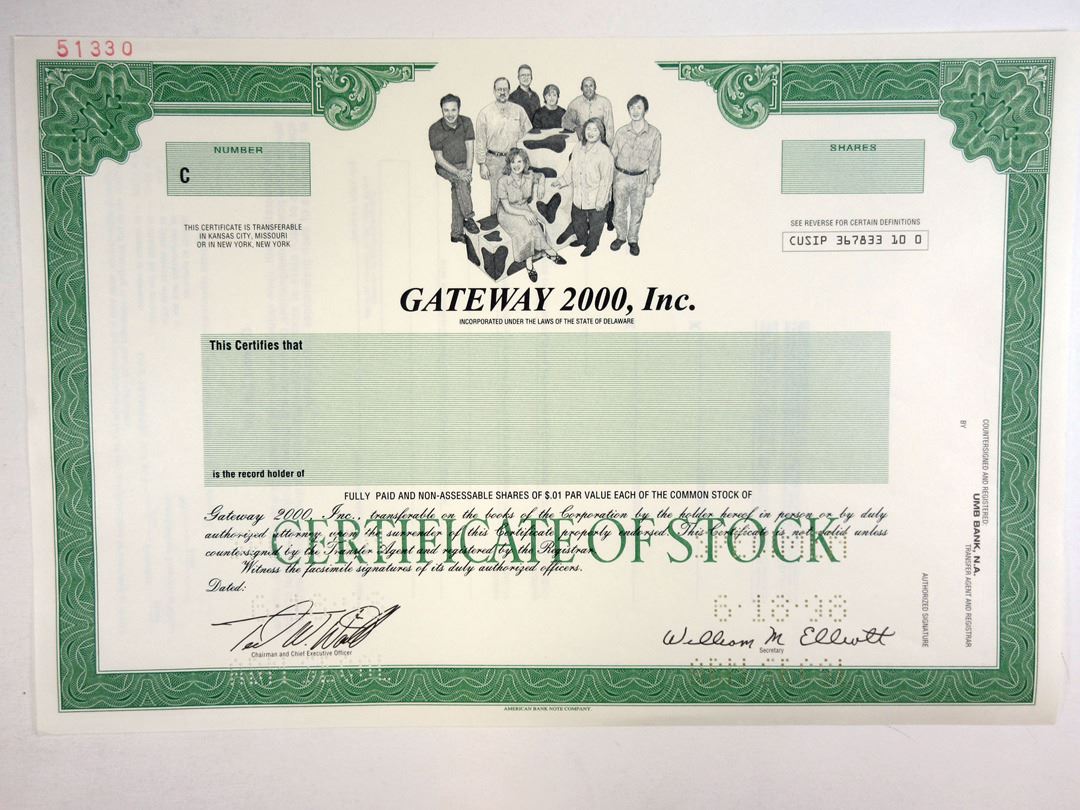 51330
NUMBER
C
SHARES
THIS CERTIFICATE IS TRANSFERABLE
IN KANSAS CITY, MISSOURI
OR IN NEW YORK, NEW YORK
SEE REVERSE FOR CERTAIN DEFINITIONS
CUSIP 367833 10 0
GATEWAY 2000, Inc.
INCORPORATED UNDER THE LAWS OF THE STATE OF DELAWARE
This Certifies that
is the record holder of
FULLY PAID AND NON-ASSESSABLE SHARES OF $.01 PAR VALUE EACH OF THE COMMON STOCK OF
Gateway 2000, Inc., transferable on the books of the Corporation by the holder hereof in person or by duly
authorized attorney upon the surrender of this Certificate properly endorsed. This Certificate is not valid unless
countersigned by the Transfer Agent and registered by the Registrar.
Witness the facsimile signatures of its duly authorized officers.
CERTIFICATE OF STOCK
Dated:
6·18·98
William M Elliott
Chairman and Chief Executive Officer
Secretary
COUNTERSIGNED AND REGISTERED:
UMB BANK, N.A.
TRANSFER AGENT AND REGISTRAR
BY
AUTHORIZED SIGNATURE
AMERICAN BANK NOTE COMPANY.